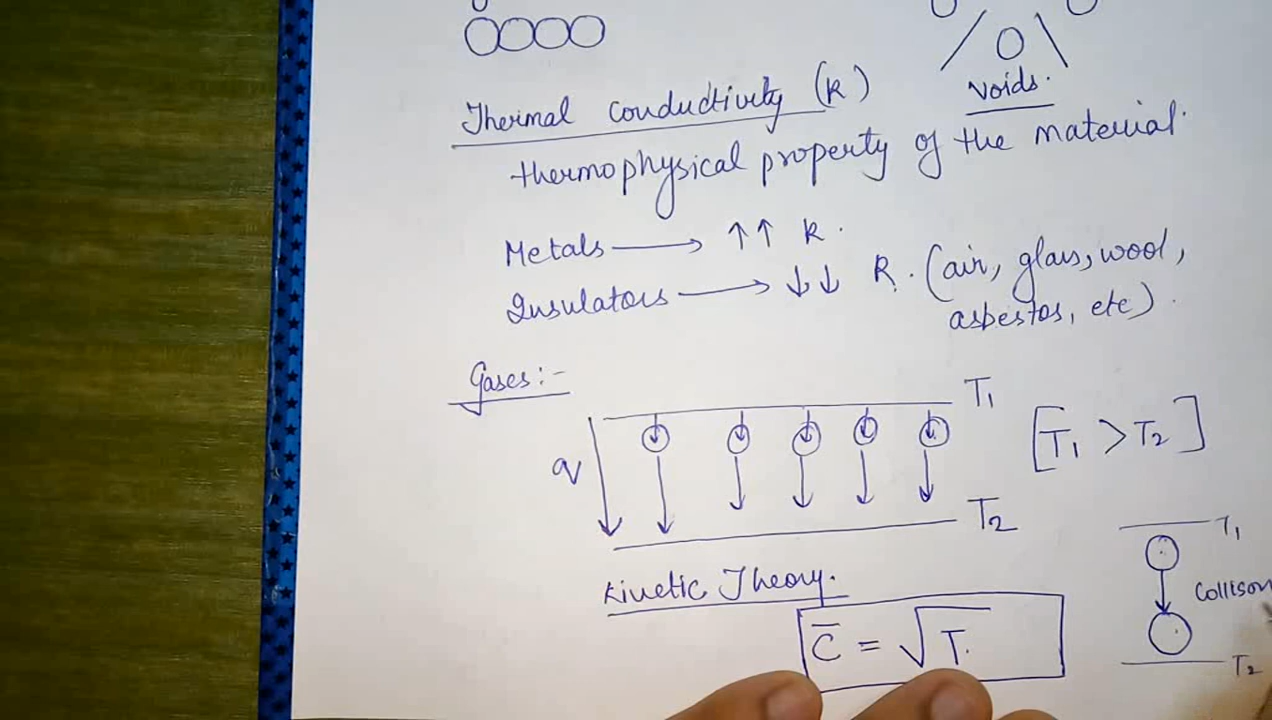 Voids.
Thermal conductivity (k)
thermophysical property of the material.
Metals → ↑↑ k.
Insulators → ↓↓ k. (air, glass, wool,
asbestos, etc).
Gases:-
T1
q
[T1 > T2]
T2
T1
Kinetic Theory.
Collison
C̅ = √T.
T2